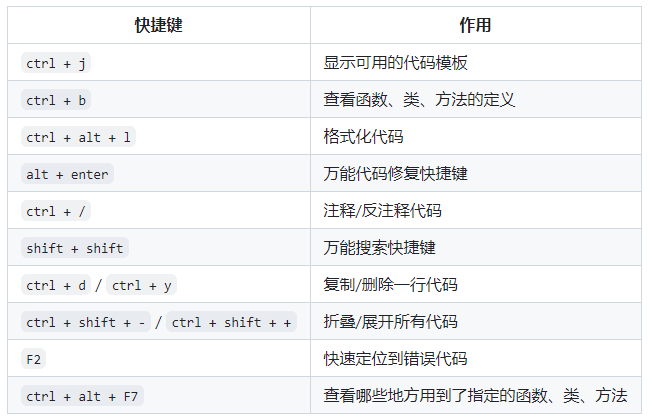 快捷键 作用
ctrl + j 显示可用的代码模板
ctrl + b 查看函数、类、方法的定义
ctrl + alt + l 格式化代码
alt + enter 万能代码修复快捷键
ctrl + / 注释/反注释代码
shift + shift 万能搜索快捷键
ctrl + d / ctrl + y 复制/删除一行代码
ctrl + shift + - / ctrl + shift + + 折叠/展开所有代码
F2 快速定位到错误代码
ctrl + alt + F7 查看哪些地方用到了指定的函数、类、方法